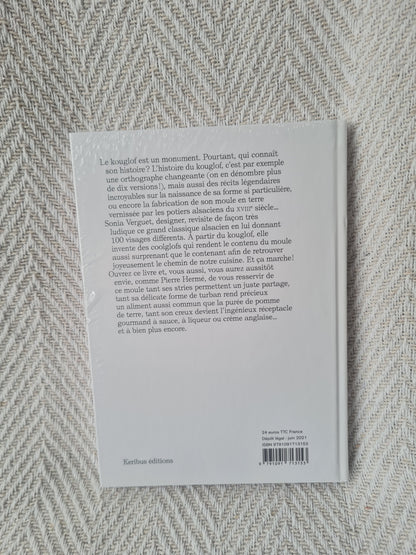 Le kouglof est un monument. Pourtant, qui connaît
son histoire? L'histoire du kouglof, c'est par exemple
une orthographe changeante (on en dénombre plus
de dix versions!), mais aussi des récits légendaires
incroyables sur la naissance de sa forme si particulière,
ou encore la fabrication de son moule en terre
vernissée par les potiers alsaciens du XVIIIe siècle...
Sonia Verguet, designer, revisite de façon très
ludique ce grand classique alsacien en lui donnant
100 visages différents. À partir du kouglof, elle
invente des coolglofs qui rendent le contenu du moule
aussi surprenant que le contenant afin de retrouver
joyeusement le chemin de notre cuisine. Et ça marche!
Ouvrez ce livre et, vous aussi, vous aurez aussitôt
envie, comme Pierre Hermé, de vous resservir de
ce moule tant ses stries permettent un juste partage,
tant sa délicate forme de turban rend précieux
un aliment aussi commun que la purée de pomme
de terre, tant son creux devient l'ingénieux réceptacle
gourmand à sauce, à liqueur ou crème anglaise...
et à bien plus encore.
24 euros TTC France
Dépôt légal : juin 2021
ISBN 9791091713153
Keribus éditions
9 791091 713153